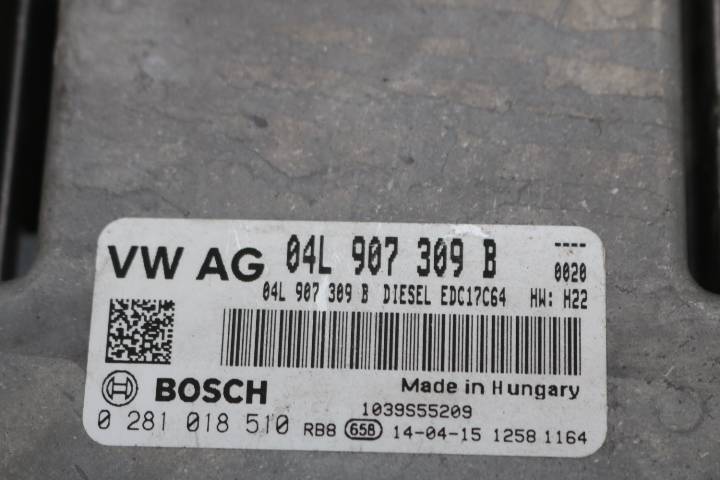 VW AG 04L 907 309 B ----
0020
04L 907 309 B DIESEL EDC17C64 HW: H22
BOSCH Made in Hungary
1039S55209
0 281 018 510 RB8 658 14-04-15 1258 1164